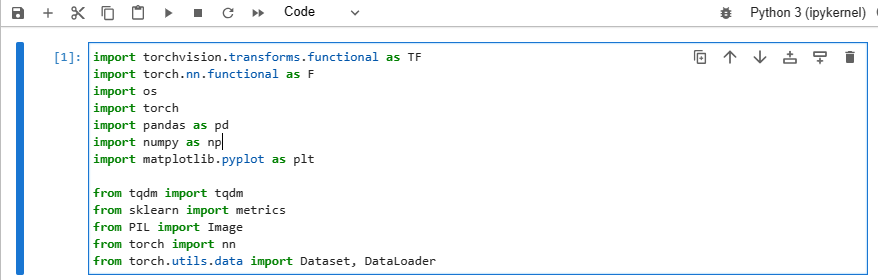 Code
Python 3 (ipykernel)
[1]:
import torchvision.transforms.functional as TF
import torch.nn.functional as F
import os
import torch
import pandas as pd
import numpy as np
import matplotlib.pyplot as plt
from tqdm import tqdm
from sklearn import metrics
from PIL import Image
from torch import nn
from torch.utils.data import Dataset, DataLoader